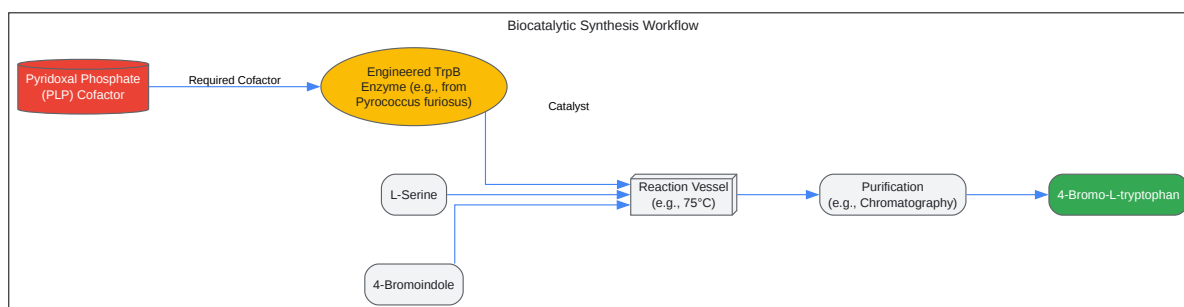 Biocatalytic Synthesis Workflow
Pyridoxal Phosphate
(PLP) Cofactor
Required Cofactor
Engineered TrpB
Enzyme (e.g., from
Pyrococcus furiosus)
Catalyst
L-Serine
Reaction Vessel
(e.g., 75°C)
Purification
(e.g., Chromatography)
4-Bromo-L-tryptophan
4-Bromoindole